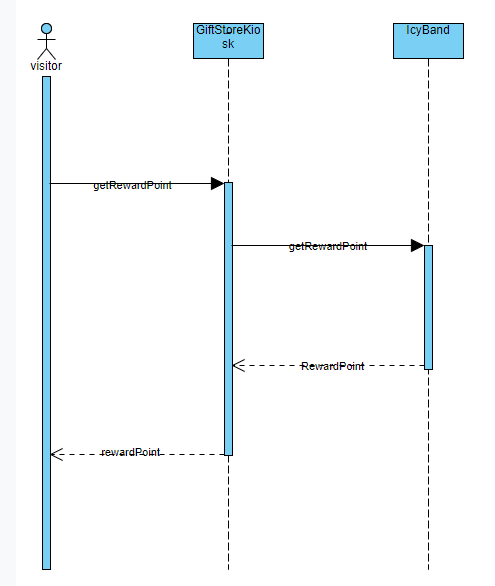 GiftStoreKio
sk
IcyBand
visitor
getRewardPoint
getRewardPoint
RewardPoint
rewardPoint